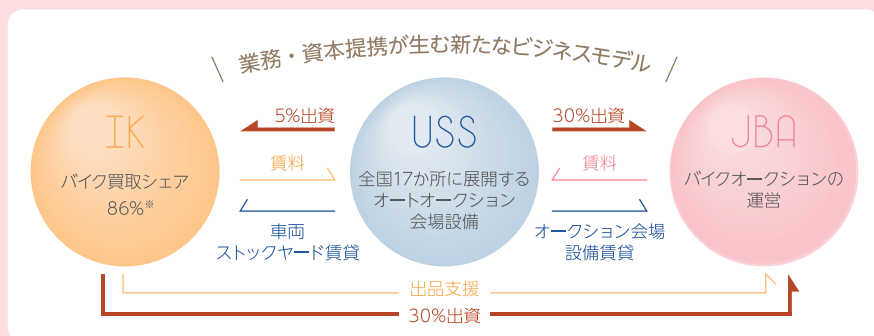 業務・資本提携が生む新たなビジネスモデル
IK
バイク買取シェア
86%※
5%出資
賃料
車両
ストックヤード賃貸
USS
全国17か所に展開する
オートオークション
会場設備
30%出資
賃料
オークション会場
設備賃貸
JBA
バイクオークションの
運営
出品支援
30%出資